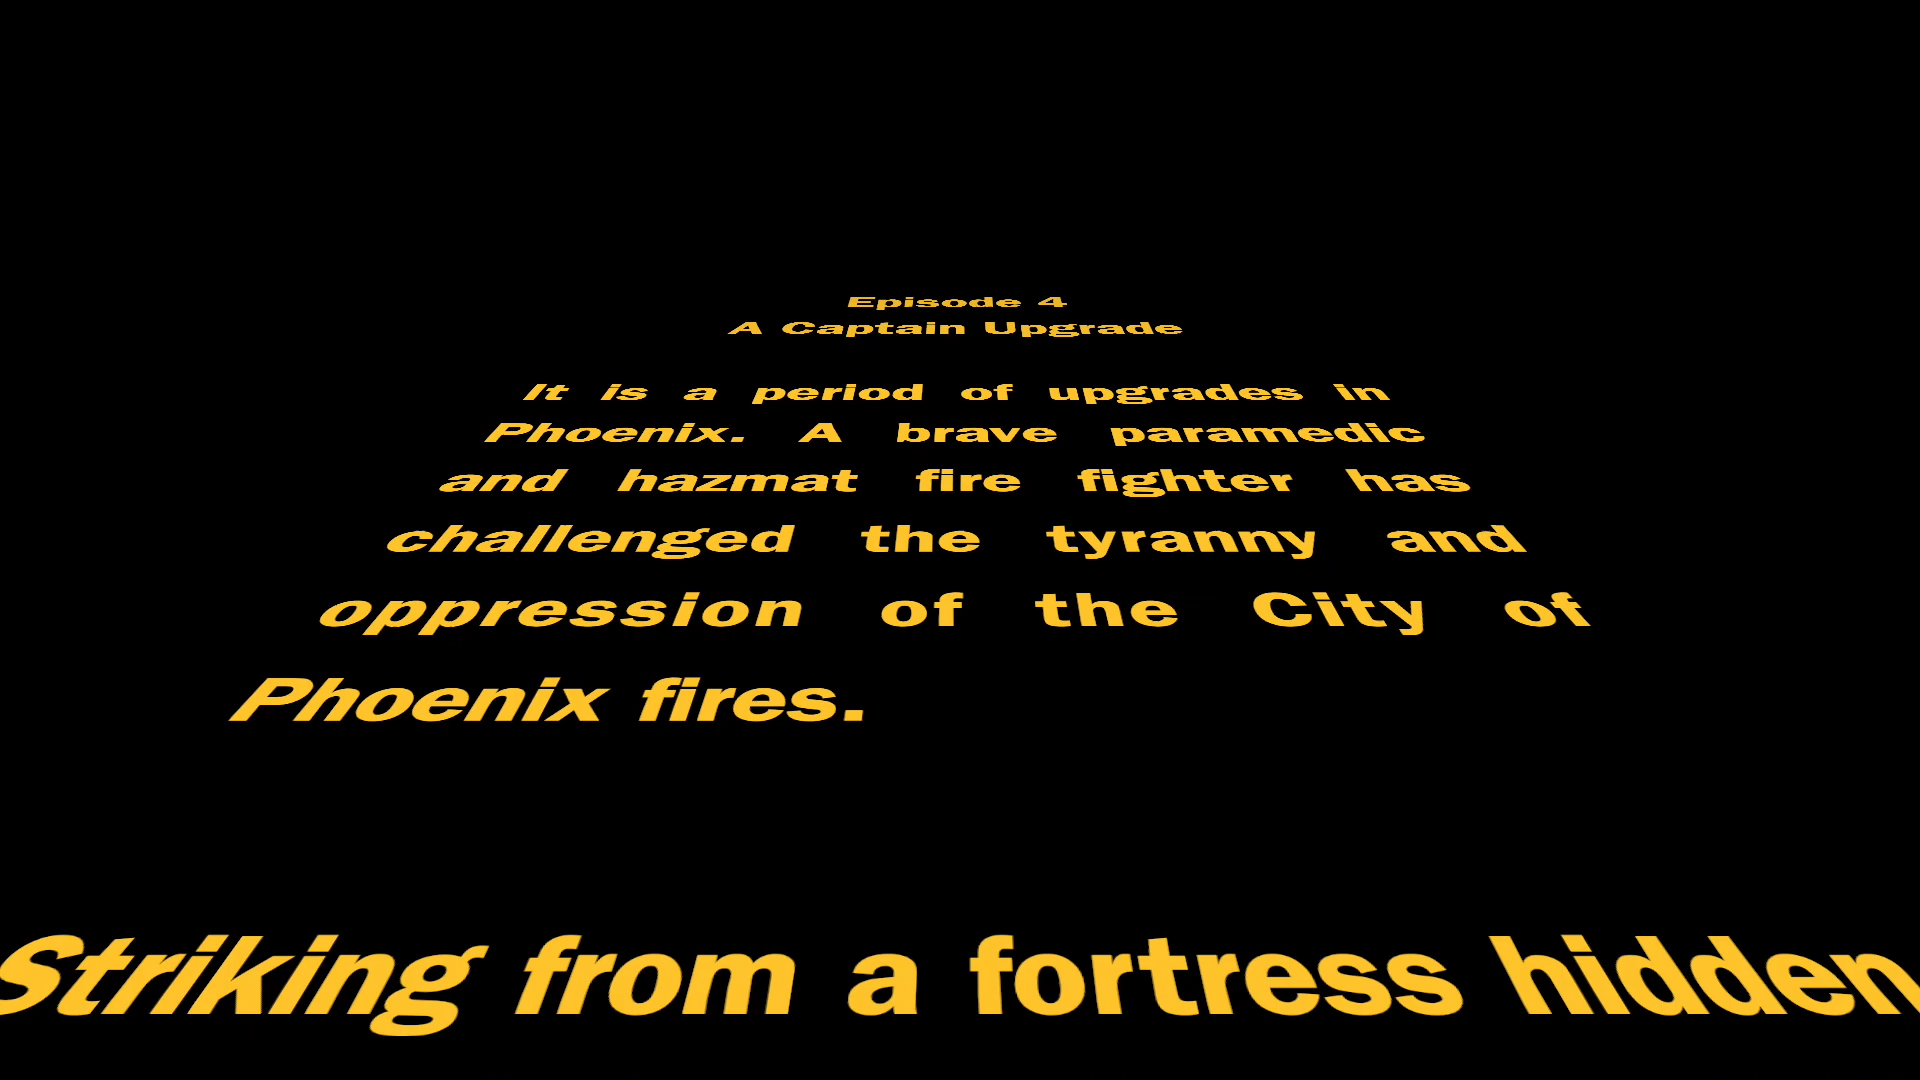 Episode 4
A Captain Upgrade
It is a period of upgrades in
Phoenix. A brave paramedic
and hazmat fire fighter has
challenged the tyranny and
oppression of the City of
Phoenix fires.
Striking from a fortress hidden